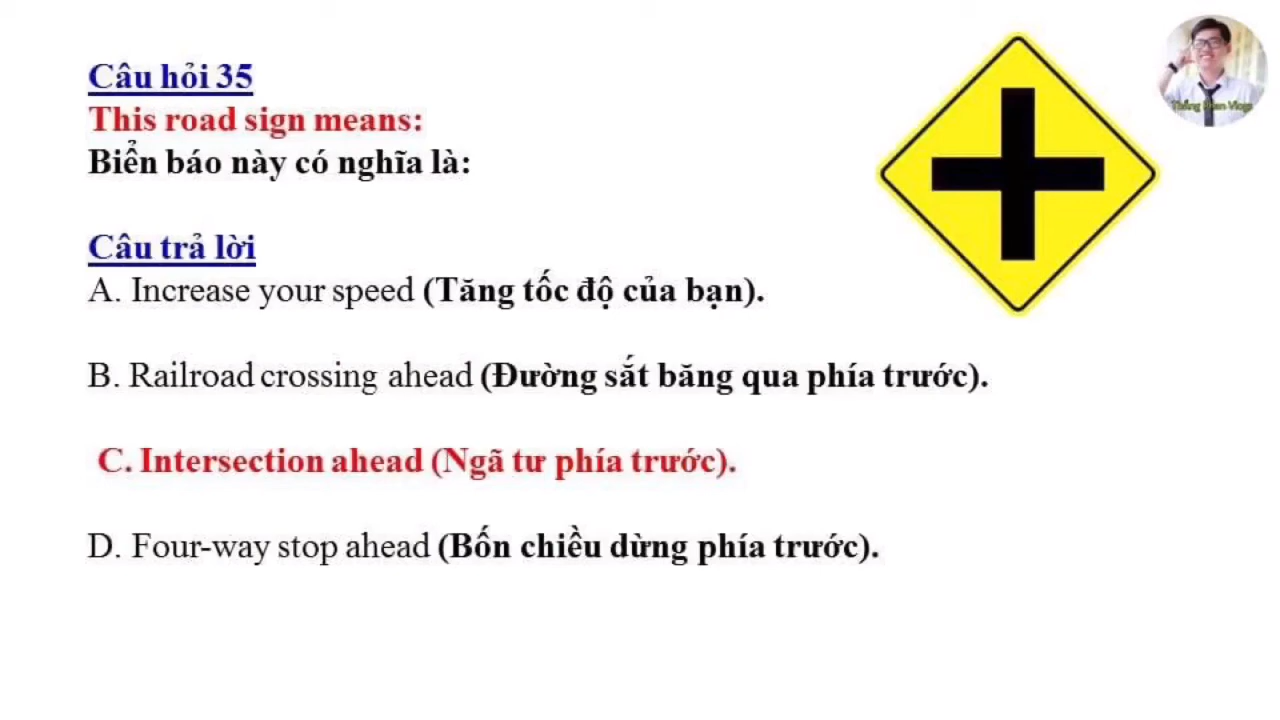 Câu hỏi 35
This road sign means:
Biển báo này có nghĩa là:
Câu trả lời
A. Increase your speed (Tăng tốc độ của bạn).
B. Railroad crossing ahead (Đường sắt băng qua phía trước).
C. Intersection ahead (Ngã tư phía trước).
D. Four-way stop ahead (Bốn chiều dừng phía trước).